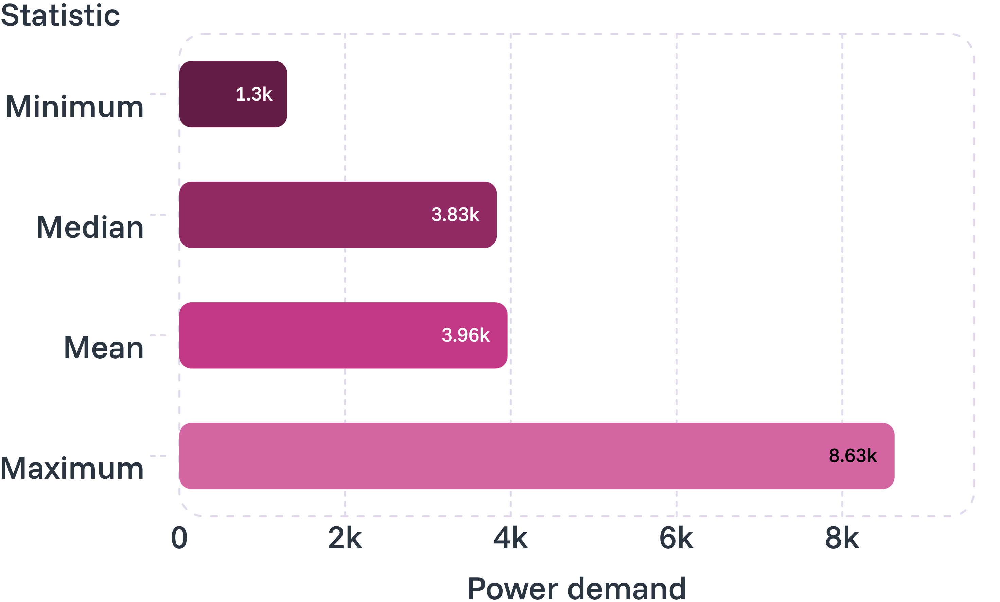 Statistic
Minimum
1.3k
Median
3.83k
Mean
3.96k
Maximum
8.63k
0 2k 4k 6k 8k
Power demand